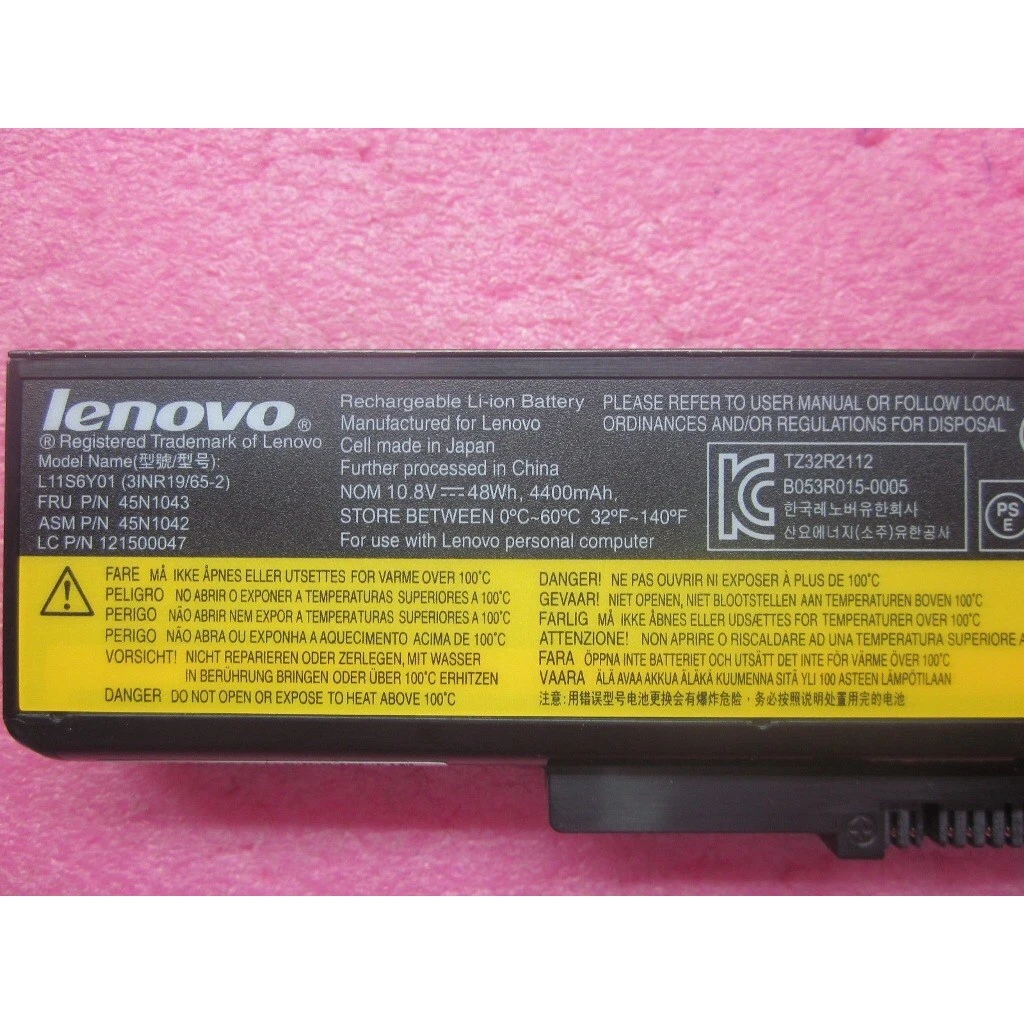 lenovo®
® Registered Trademark of Lenovo
Model Name(型號/型号):
L11S6Y01 (3INR19/65-2)
FRU P/N 45N1043
ASM P/N 45N1042
LC P/N 121500047
Rechargeable Li-ion Battery
Manufactured for Lenovo
Cell made in Japan
Further processed in China
NOM 10.8V⎓48Wh, 4400mAh,
STORE BETWEEN 0ºC~60ºC 32ºF~140ºF
For use with Lenovo personal computer
PLEASE REFER TO USER MANUAL OR FOLLOW LOCAL
ORDINANCES AND/OR REGULATIONS FOR DISPOSAL
TZ32R2112
B053R015-0005
한국레노버유한회사
산요에너지(소주)유한공사
PS
E
FARE MÅ IKKE ÅPNES ELLER UTSETTES FOR VARME OVER 100°C
PELIGRO NO ABRIR O EXPONER A TEMPERATURAS SUPERIORES A 100°C
PERIGO NÃO ABRIR NEM EXPOR A TEMPERATURAS SUPERIORES A 100°C
PERIGO NÃO ABRA OU EXPONHA A AQUECIMENTO ACIMA DE 100°C
VORSICHT! NICHT REPARIEREN ODER ZERLEGEN, MIT WASSER
IN BERÜHRUNG BRINGEN ODER ÜBER 100°C ERHITZEN
DANGER DO NOT OPEN OR EXPOSE TO HEAT ABOVE 100°C
DANGER! NE PAS OUVRIR NI EXPOSER À PLUS DE 100°C
GEVAAR! NIET OPENEN, NIET BLOOTSTELLEN AAN TEMPERATUREN BOVEN 100°C
FARLIG MÅ IKKE ÅBNES ELLER UDSÆTTES FOR TEMPERATURER OVER 100°C
ATTENZIONE! NON APRIRE O RISCALDARE AD UNA TEMPERATURA SUPERIORE A
FARA ÖPPNA INTE BATTERIET OCH UTSÄTT DET INTE FÖR VÄRME ÖVER 100°C
VAARA ÄLÄ AVAA AKKUA ÄLÄKÄ KUUMENNA SITÄ YLI 100 ASTEEN LÄMPÖTILAAN
注意: 用错误型号电池更换会有爆炸危险，务必按照说明处置用完的电池